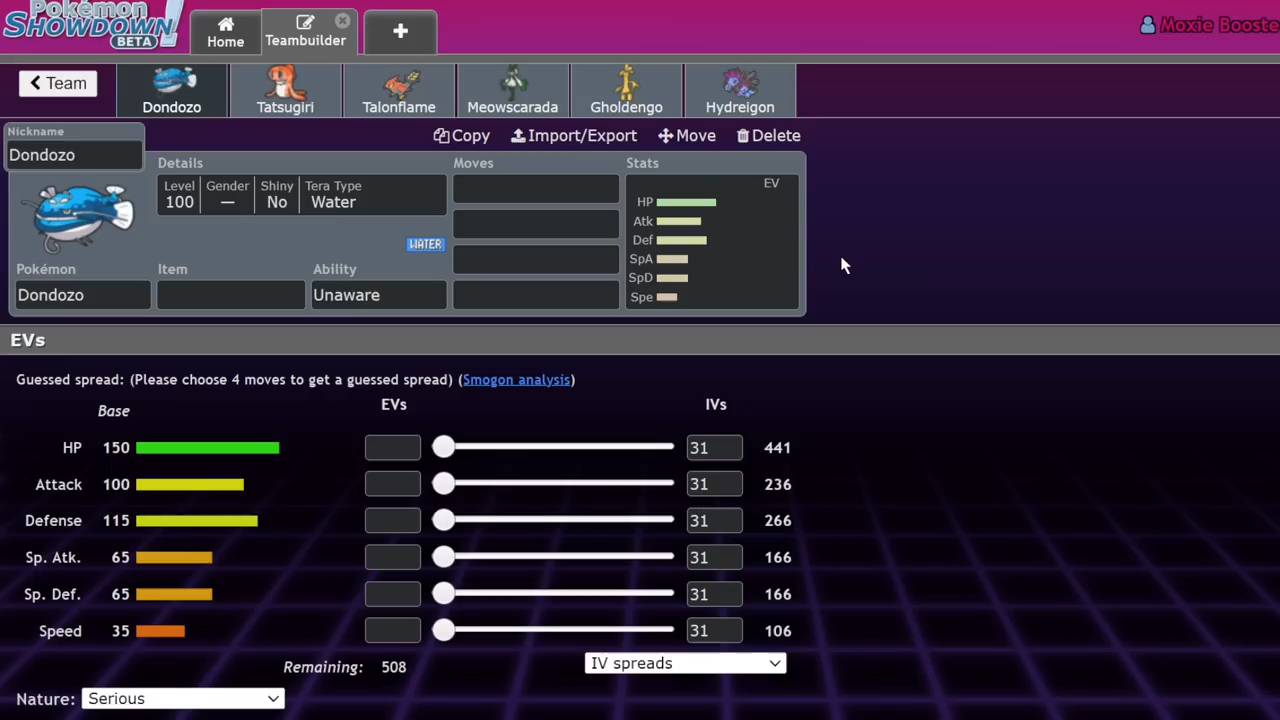 Pokémon
SHOWDOWN!
BETA
Home
Teambuilder
+
Moxie Booste
Team
Dondozo
Tatsugiri
Talonflame
Meowscarada
Gholdengo
Hydreigon
Nickname
Dondozo
Copy
Import/Export
Move
Delete
Details
Level Gender Shiny Tera Type
100 — No Water
WATER
Moves
Stats
EV
HP
Atk
Def
SpA
SpD
Spe
Pokémon
Dondozo
Item
Ability
Unaware
EVs
Guessed spread: (Please choose 4 moves to get a guessed spread) (Smogon analysis)
Base EVs IVs
HP 150 31 441
Attack 100 31 236
Defense 115 31 266
Sp. Atk. 65 31 166
Sp. Def. 65 31 166
Speed 35 31 106
Remaining: 508
IV spreads
Nature: Serious